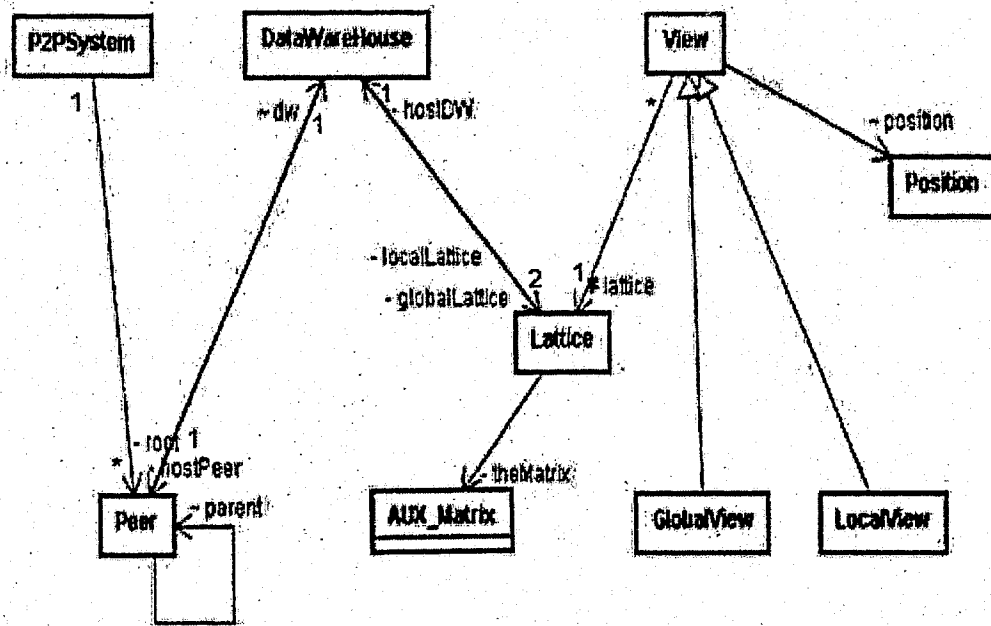 P2PSystem
DataWareHouse
View
1
~ dw
1
1
- hostDW
*
~ position
Position
- localLattice
- globalLattice
2
1
# lattice
Lattice
- root
1
*
- hostPeer
Peer
~ parent
- theMatrix
AUX_Matrix
GlobalView
LocalView